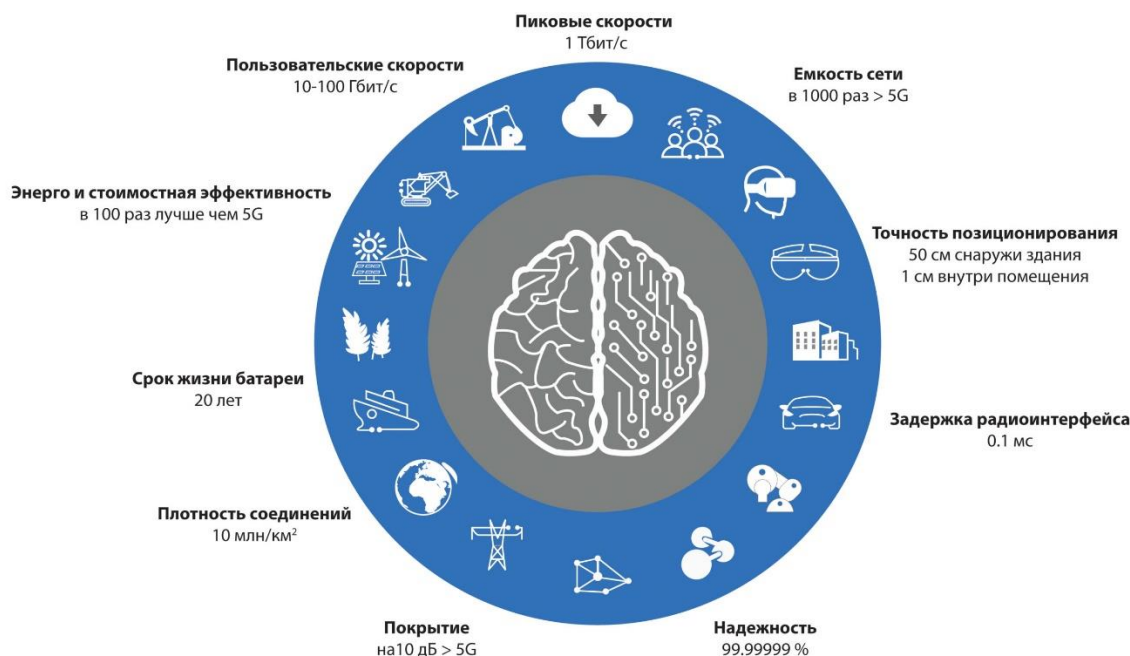 Пиковые скорости
1 Тбит/с
Пользовательские скорости
10-100 Гбит/с
Емкость сети
в 1000 раз > 5G
Энерго и стоимостная эффективность
в 100 раз лучше чем 5G
Точность позиционирования
50 см снаружи здания
1 см внутри помещения
Срок жизни батареи
20 лет
Задержка радиоинтерфейса
0.1 мс
Плотность соединений
10 млн/км²
Покрытие
на10 дБ > 5G
Надежность
99.99999 %